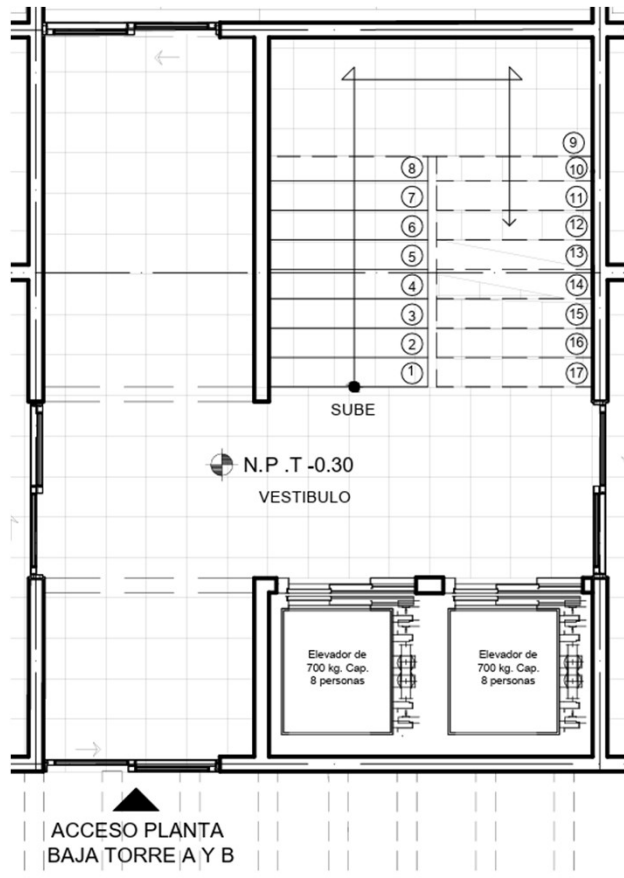 9
8 10
7 11
6 12
5 13
4 14
3 15
2 16
1 17
SUBE
N.P .T -0.30
VESTIBULO
Elevador de
700 kg. Cap.
8 personas
Elevador de
700 kg. Cap.
8 personas
ACCESO PLANTA
BAJA TORRE A Y B